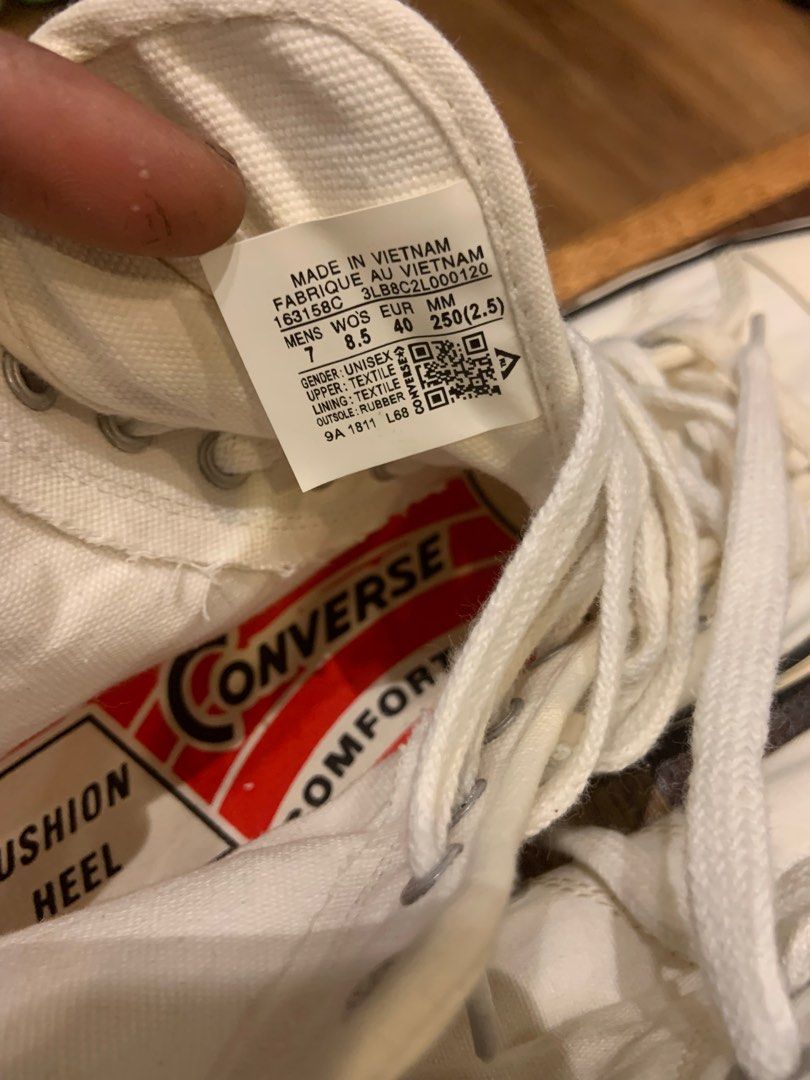 MADE IN VIETNAM
FABRIQUE AU VIETNAM
163158C 3LB8C2L000120
MENS WO'S EUR MM
7 8.5 40 250(2.5)
GENDER: UNISEX
UPPER: TEXTILE
LINING: TEXTILE
OUTSOLE: RUBBER
CONVERSE
9A 1811 L68
CONVERSE
COMFORT
USHION
HEEL